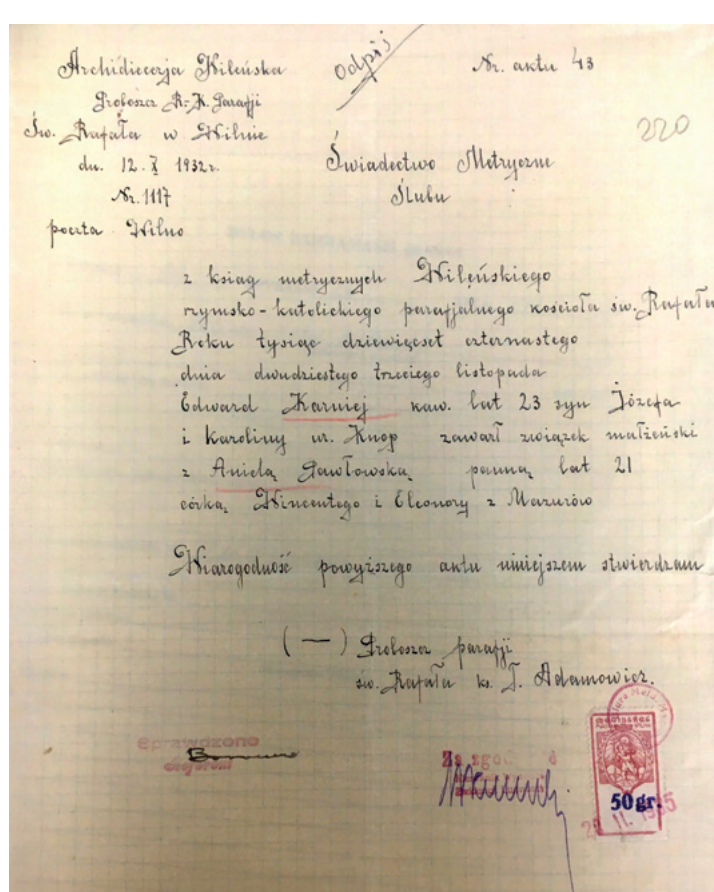 Archidiecezja Wileńska
odpis
Nr. aktu 43
Proboszcz R.-K. Parafji
Św. Rafała w Wilnie
220
dn. 12. X 1932 r.
Świadectwo Metryczne
Nr. 1117
Ślubu
poczta Wilno
z ksiąg metrycznych Wileńskiego
rzymsko-katolickiego parafjalnego kościoła św. Rafała
Roku tysiąc dziewięćset czternastego
dnia dwudziestego trzeciego listopada
Edward Karniej kaw. lat 23 syn Józefa
i Karoliny ur. Knop zawarł związek małżeński
z Anielą Pawłowską panną lat 21
córką Wincentego i Eleonory z Mazurów
Wiarogodność powyższego aktu niniejszem stwierdzam
(—) Proboszcz parafji
św. Rafała ks. J. Adamowicz.
Sprawdzono
Za zgod
50 gr.